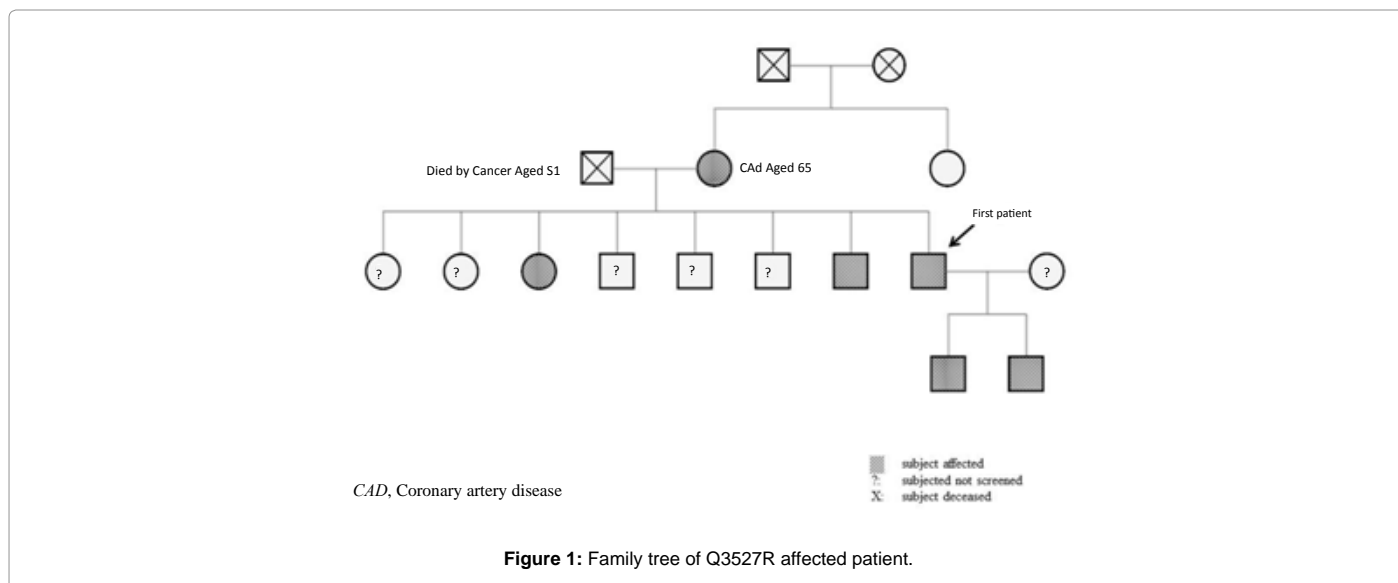 Died by Cancer Aged S1
CAd Aged 65
First patient
? ? ? ? ? ?
subject affected
?: subjected not screened
X: subject deceased
CAD, Coronary artery disease
Figure 1: Family tree of Q3527R affected patient.